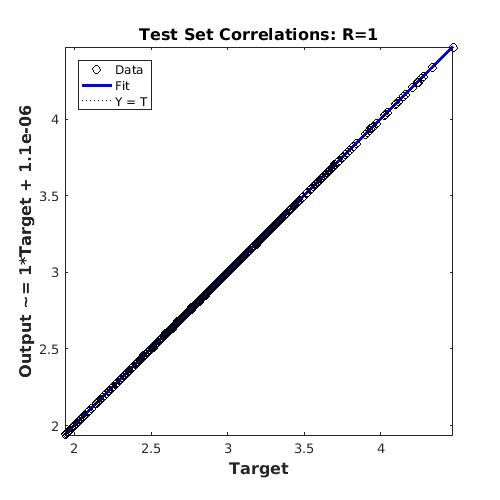 Test Set Correlations: R=1
Data
Fit
Y = T
Output ~= 1*Target + 1.1e-06
4
3.5
3
2.5
2
2 2.5 3 3.5 4
Target